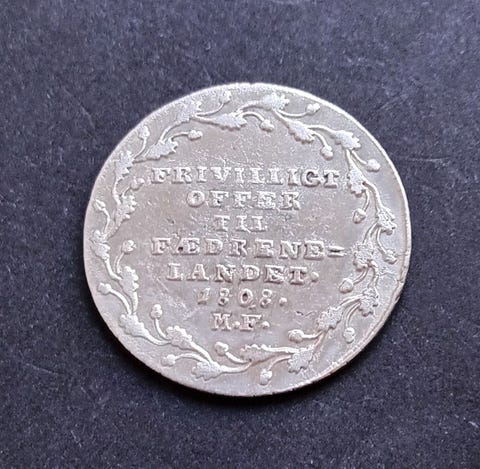 FRIVILLIGT
OFFER
TIL
FÆDRENE=
LANDET.
1808.
M.F.